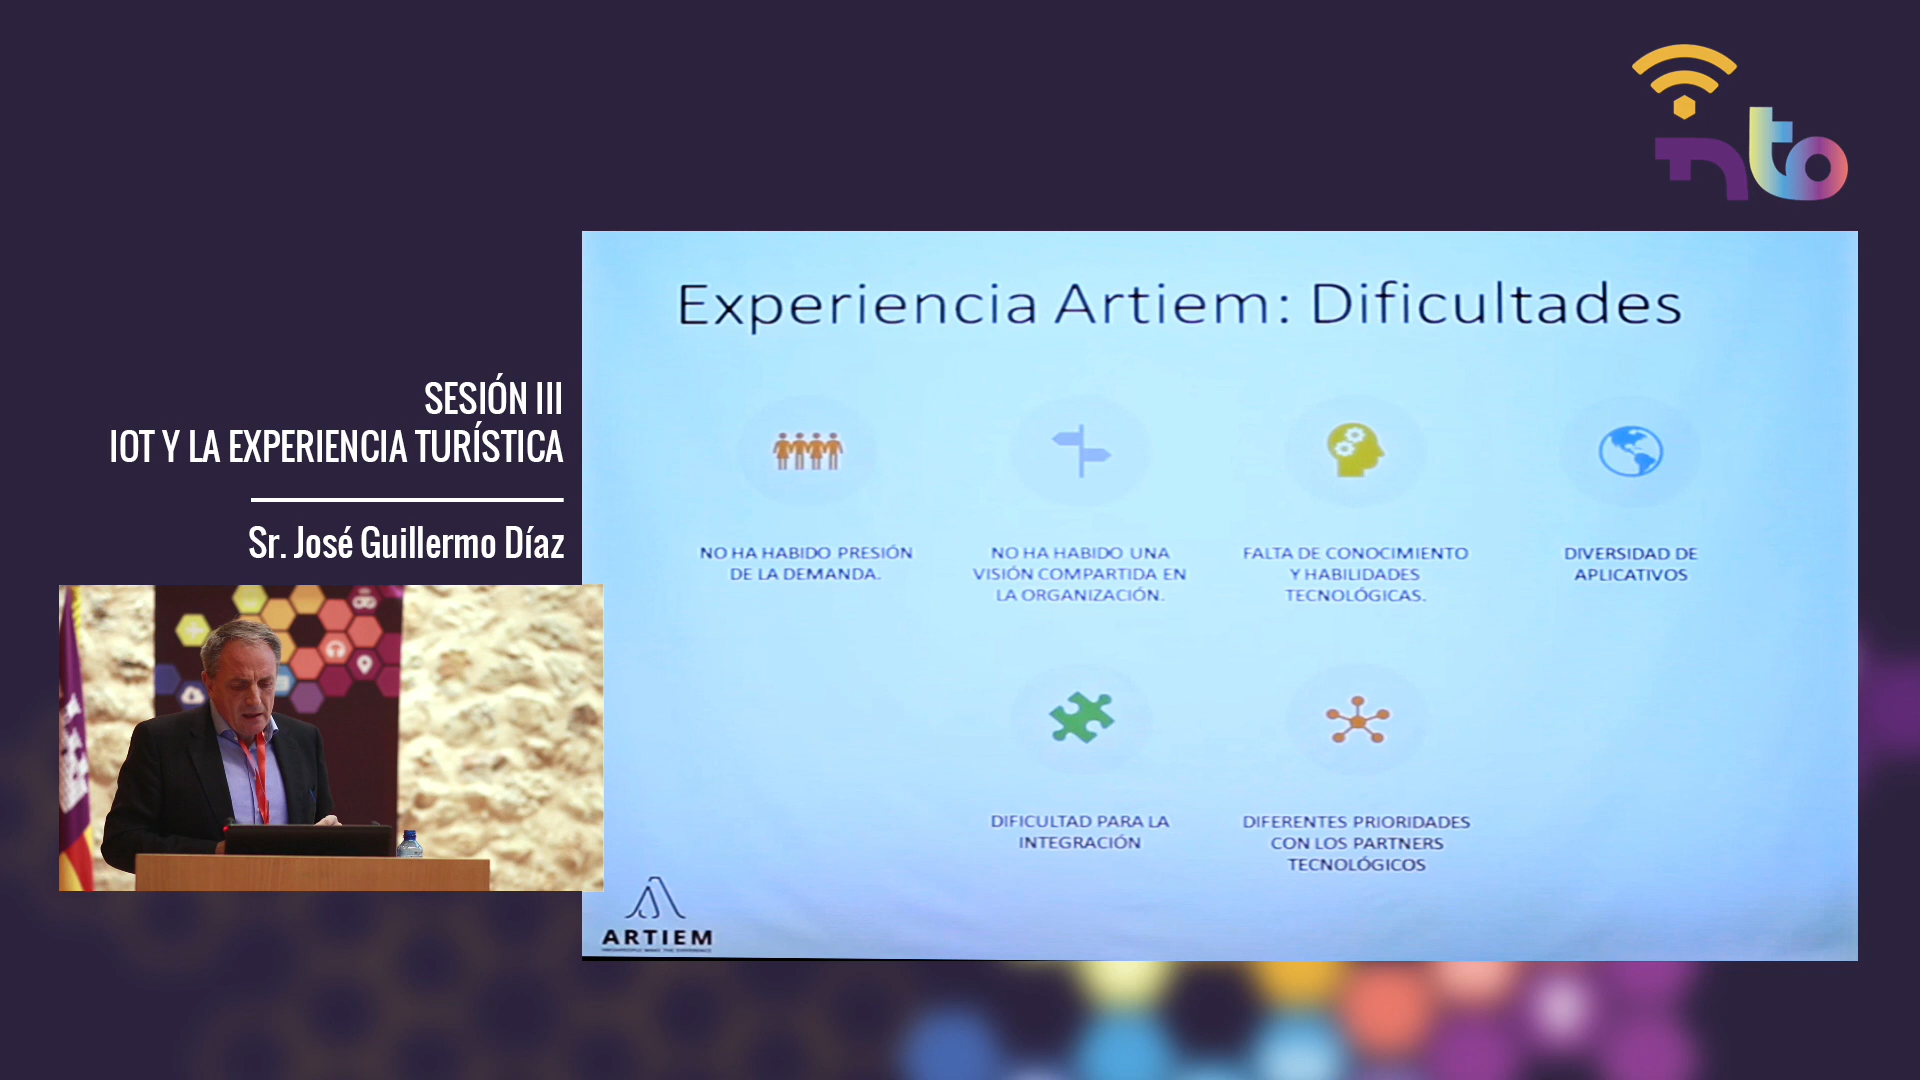 nto
SESIÓN III
IOT Y LA EXPERIENCIA TURÍSTICA
Sr. José Guillermo Díaz
Experiencia Artiem: Dificultades
NO HA HABIDO PRESIÓN
DE LA DEMANDA.
NO HA HABIDO UNA
VISIÓN COMPARTIDA EN
LA ORGANIZACIÓN.
FALTA DE CONOCIMIENTO
Y HABILIDADES
TECNOLÓGICAS.
DIVERSIDAD DE
APLICATIVOS
DIFICULTAD PARA LA
INTEGRACIÓN
DIFERENTES PRIORIDADES
CON LOS PARTNERS
TECNOLÓGICOS
ARTIEM